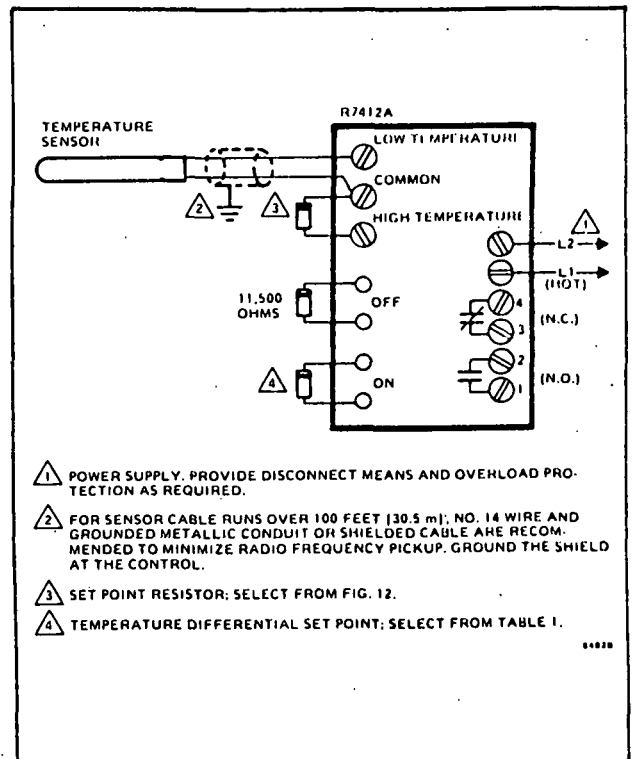 R7412A
TEMPERATURE
SENSOR
LOW TEMPERATURE
COMMON
HIGH TEMPERATURE
2
3
1
L2
L1
(HOT)
11,500
OHMS
OFF
4
(N.C.)
3
4
ON
2
(N.O.)
1
1 POWER SUPPLY. PROVIDE DISCONNECT MEANS AND OVERLOAD PRO-
TECTION AS REQUIRED.
2 FOR SENSOR CABLE RUNS OVER 100 FEET (30.5 m), NO. 14 WIRE AND
GROUNDED METALLIC CONDUIT OR SHIELDED CABLE ARE RECOM-
MENDED TO MINIMIZE RADIO FREQUENCY PICKUP. GROUND THE SHIELD
AT THE CONTROL.
3 SET POINT RESISTOR; SELECT FROM FIG. 12.
4 TEMPERATURE DIFFERENTIAL SET POINT; SELECT FROM TABLE I.